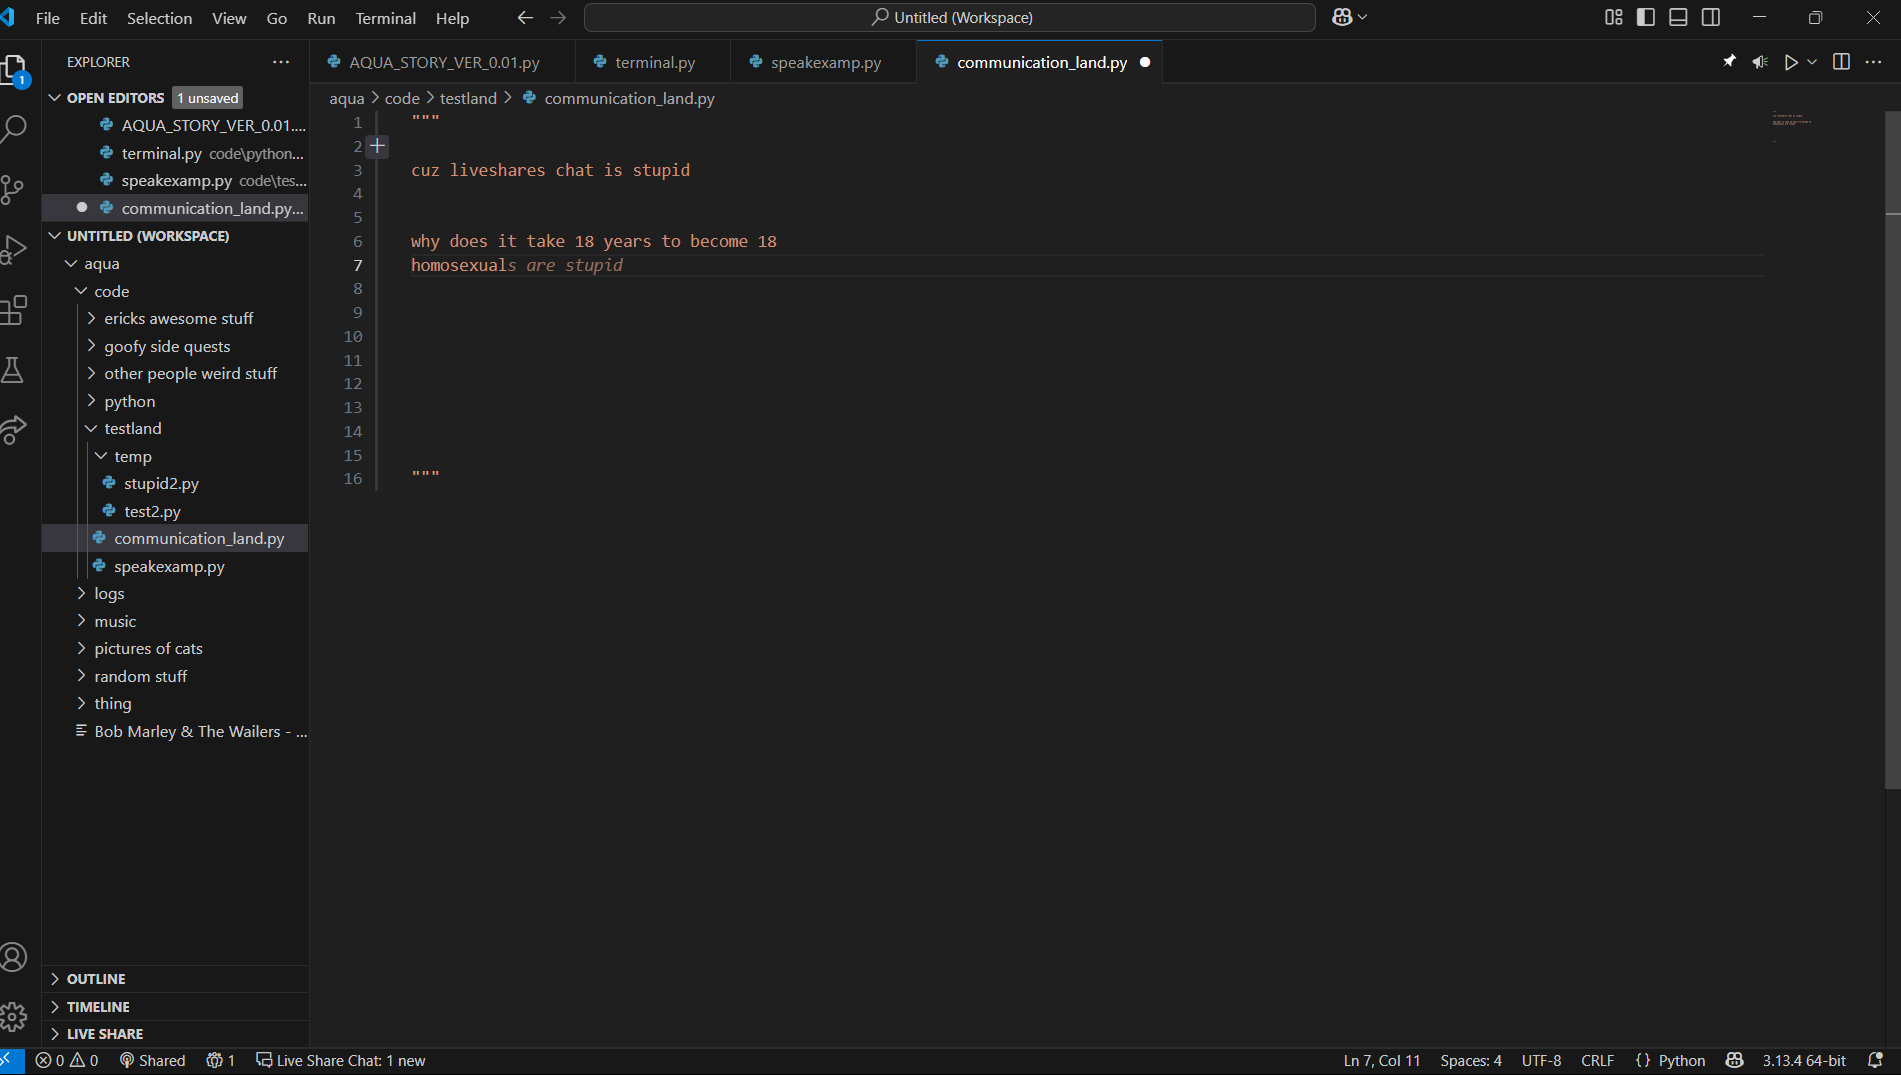 File Edit Selection View Go Run Terminal Help
Untitled (Workspace)
EXPLORER
1
AQUA_STORY_VER_0.01.py
terminal.py
speakexamp.py
communication_land.py
OPEN EDITORS 1 unsaved
AQUA_STORY_VER_0.01....
terminal.py code\python...
speakexamp.py code\tes...
communication_land.py...
UNTITLED (WORKSPACE)
aqua
code
ericks awesome stuff
goofy side quests
other people weird stuff
python
testland
temp
stupid2.py
test2.py
communication_land.py
speakexamp.py
logs
music
pictures of cats
random stuff
thing
Bob Marley & The Wailers - ...
OUTLINE
TIMELINE
LIVE SHARE
aqua > code > testland > communication_land.py
1 """
2
3 cuz liveshares chat is stupid
4
5
6 why does it take 18 years to become 18
7 homosexuals are stupid
8
9
10
11
12
13
14
15
16 """
0 0 Shared 1 Live Share Chat: 1 new
Ln 7, Col 11 Spaces: 4 UTF-8 CRLF {} Python 3.13.4 64-bit